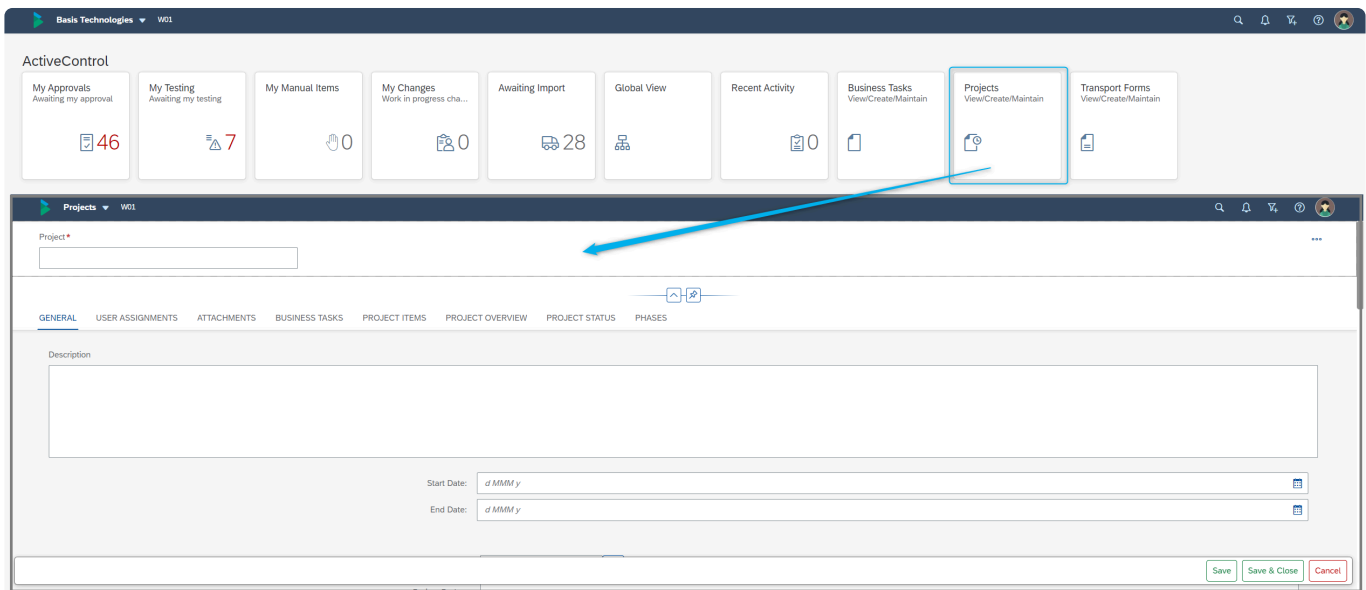 Basis Technologies W01
ActiveControl
My Approvals
Awaiting my approval
46
My Testing
Awaiting my testing
7
My Manual Items
0
My Changes
Work in progress cha...
0
Awaiting Import
28
Global View
Recent Activity
0
Business Tasks
View/Create/Maintain
Projects
View/Create/Maintain
Transport Forms
View/Create/Maintain
Projects W01
Project*
GENERAL USER ASSIGNMENTS ATTACHMENTS BUSINESS TASKS PROJECT ITEMS PROJECT OVERVIEW PROJECT STATUS PHASES
Description
Start Date: d MMM y
End Date: d MMM y
Save Save & Close Cancel